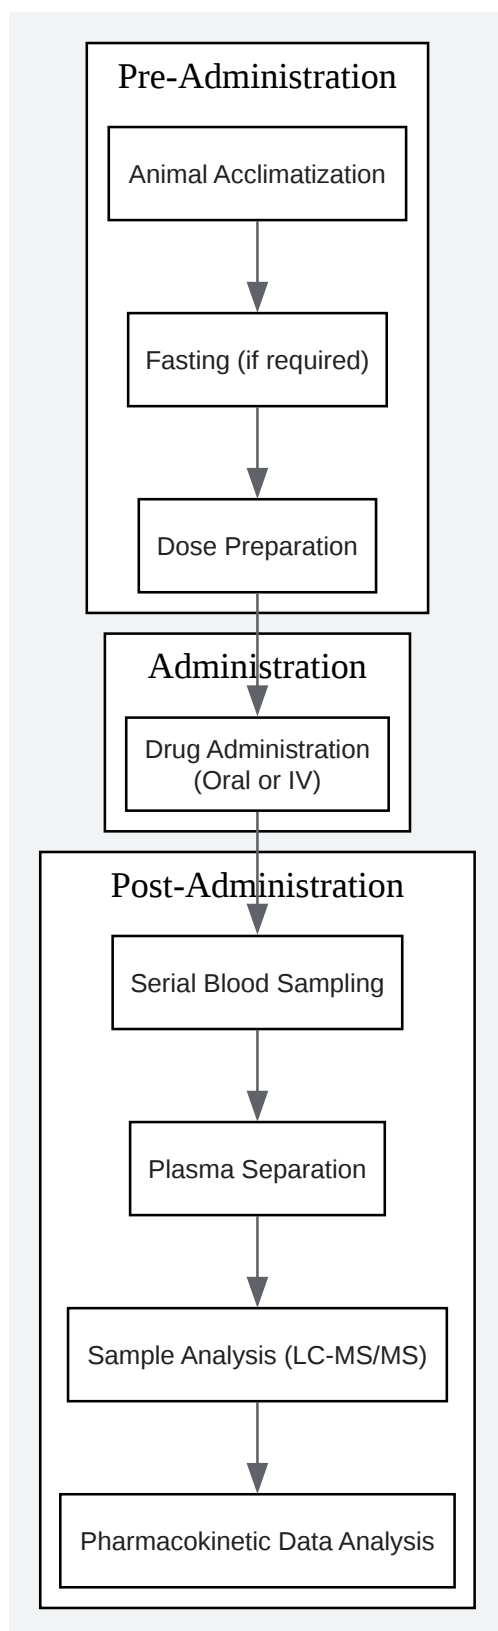 Pre-Administration
Animal Acclimatization
Fasting (if required)
Dose Preparation
Administration
Drug Administration
(Oral or IV)
Post-Administration
Serial Blood Sampling
Plasma Separation
Sample Analysis (LC-MS/MS)
Pharmacokinetic Data Analysis